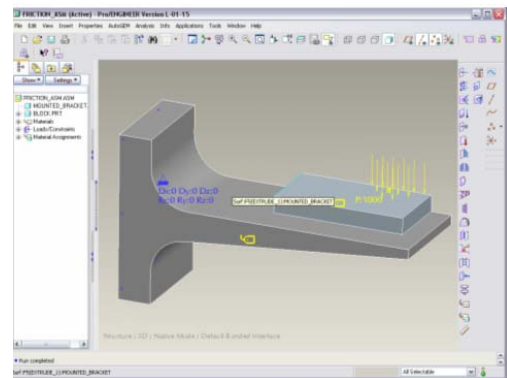 FRICTION_ASM (Active) - Pro/ENGINEER Version L-01-15
File Edit View Insert Properties AutoGEM Analysis Info Applications Tools Window Help
Show Settings
FRICTION_ASM.ASM
MOUNTED_BRACKET.
BLOCK.PRT
Materials
Loads/Constraints
Material Assignments
Dx:0 Dy:0 Dz:0
Rx:0 Ry:0 Rz:0
Surf :F5(EXTRUDE_1):MOUNTED_BRACKET
P:1000
Structure / 3D / Native Mode / Default Bonded Interface
Run completed
Surf :F5(EXTRUDE_1):MOUNTED_BRACKET
All Selectable